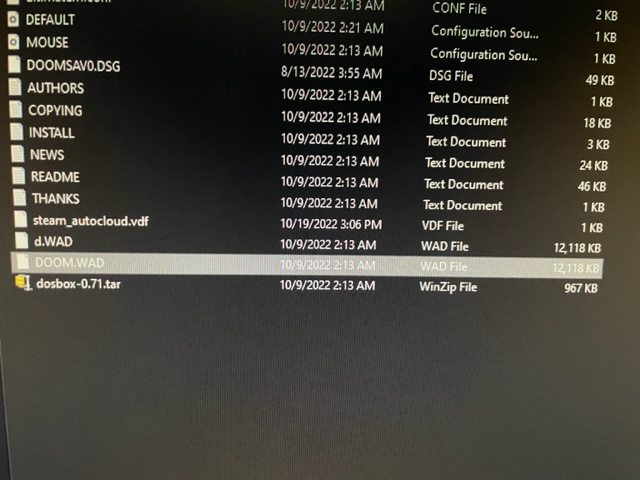 10/9/2022 2:13 AM CONF File 2 KB
DEFAULT 10/9/2022 2:21 AM Configuration Sou... 1 KB
MOUSE 10/9/2022 2:13 AM Configuration Sou... 1 KB
DOOMSAV0.DSG 8/13/2022 3:55 AM DSG File 49 KB
AUTHORS 10/9/2022 2:13 AM Text Document 1 KB
COPYING 10/9/2022 2:13 AM Text Document 18 KB
INSTALL 10/9/2022 2:13 AM Text Document 3 KB
NEWS 10/9/2022 2:13 AM Text Document 24 KB
README 10/9/2022 2:13 AM Text Document 46 KB
THANKS 10/9/2022 2:13 AM Text Document 1 KB
steam_autocloud.vdf 10/19/2022 3:06 PM VDF File 1 KB
d.WAD 10/9/2022 2:13 AM WAD File 12,118 KB
DOOM.WAD 10/9/2022 2:13 AM WAD File 12,118 KB
dosbox-0.71.tar 10/9/2022 2:13 AM WinZip File 967 KB